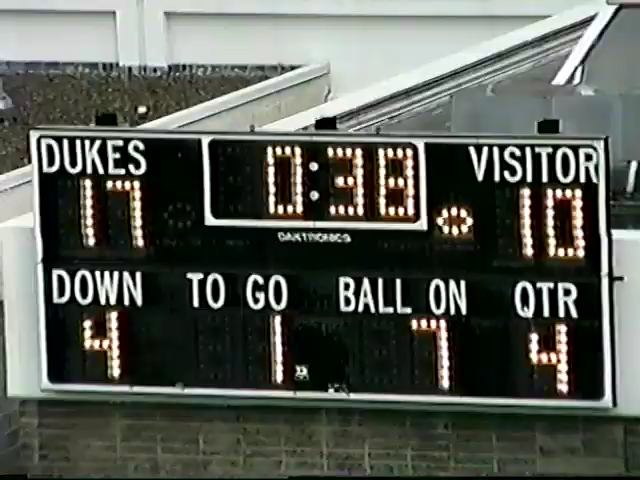 DUKES 0:38 VISITOR
17 10
DAKTRONICS
DOWN TO GO BALL ON QTR
4 1 7 4